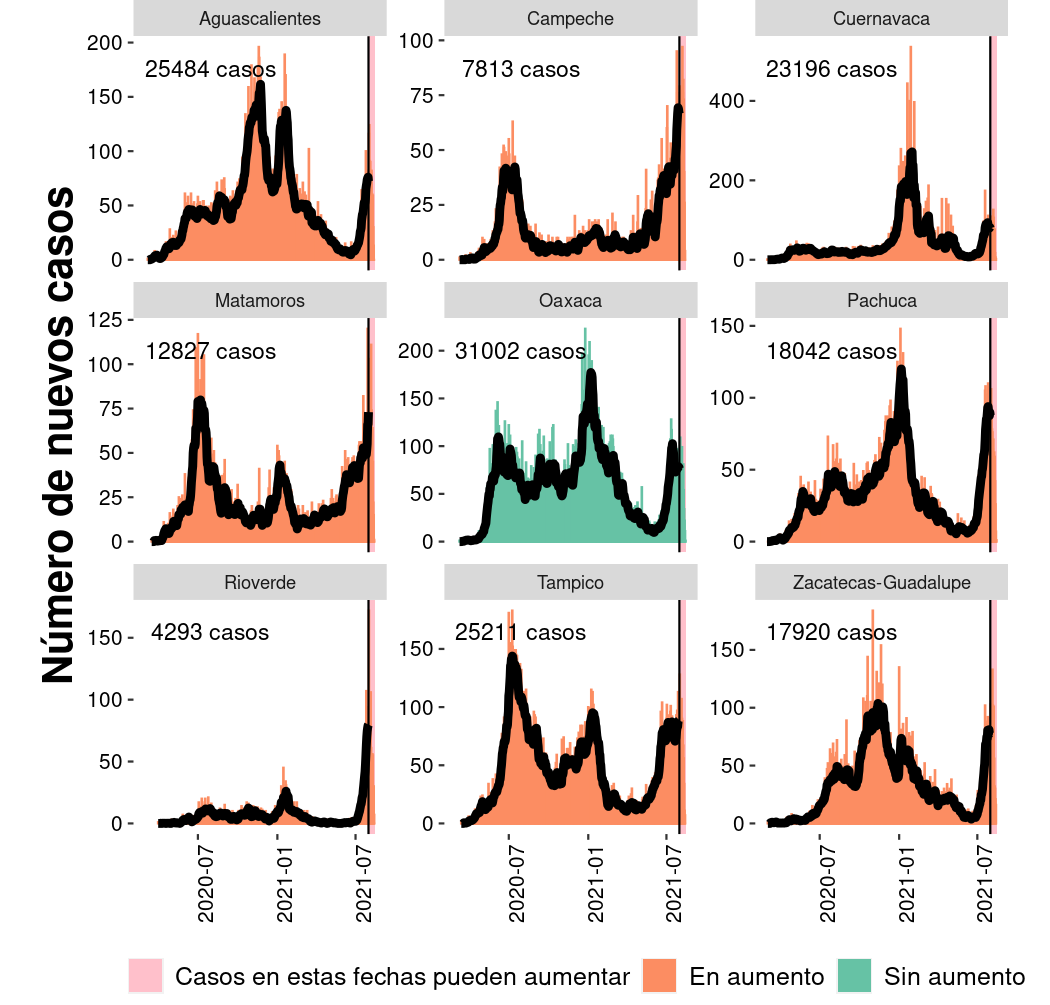 Número de nuevos casos
Aguascalientes
Campeche
Cuernavaca
200
150
100
50
0
25484 casos
100
75
50
25
0
7813 casos
400
200
0
23196 casos
Matamoros
Oaxaca
Pachuca
125
100
75
50
25
0
12827 casos
200
150
100
50
0
31002 casos
150
100
50
0
18042 casos
Rioverde
Tampico
Zacatecas-Guadalupe
150
100
50
0
4293 casos
150
100
50
0
25211 casos
150
100
50
0
17920 casos
2020-07
2021-01
2021-07
2020-07
2021-01
2021-07
2020-07
2021-01
2021-07
Casos en estas fechas pueden aumentar
En aumento
Sin aumento